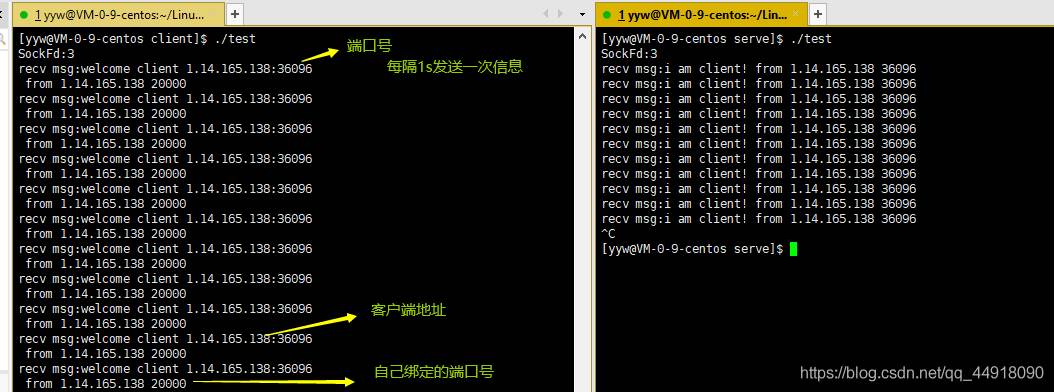 1 yyw@VM-0-9-centos:~/Linu...
[yyw@VM-0-9-centos client]$ ./test
SockFd:3
recv msg:welcome client 1.14.165.138:36096
from 1.14.165.138 20000
recv msg:welcome client 1.14.165.138:36096
from 1.14.165.138 20000
recv msg:welcome client 1.14.165.138:36096
from 1.14.165.138 20000
recv msg:welcome client 1.14.165.138:36096
from 1.14.165.138 20000
recv msg:welcome client 1.14.165.138:36096
from 1.14.165.138 20000
recv msg:welcome client 1.14.165.138:36096
from 1.14.165.138 20000
recv msg:welcome client 1.14.165.138:36096
from 1.14.165.138 20000
recv msg:welcome client 1.14.165.138:36096
from 1.14.165.138 20000
recv msg:welcome client 1.14.165.138:36096
from 1.14.165.138 20000
recv msg:welcome client 1.14.165.138:36096
from 1.14.165.138 20000
recv msg:welcome client 1.14.165.138:36096
from 1.14.165.138 20000
端口号
每隔1s发送一次信息
客户端地址
自己绑定的端口号
1 yyw@VM-0-9-centos:~/Lin...
[yyw@VM-0-9-centos serve]$ ./test
SockFd:3
recv msg:i am client! from 1.14.165.138 36096
recv msg:i am client! from 1.14.165.138 36096
recv msg:i am client! from 1.14.165.138 36096
recv msg:i am client! from 1.14.165.138 36096
recv msg:i am client! from 1.14.165.138 36096
recv msg:i am client! from 1.14.165.138 36096
recv msg:i am client! from 1.14.165.138 36096
recv msg:i am client! from 1.14.165.138 36096
recv msg:i am client! from 1.14.165.138 36096
recv msg:i am client! from 1.14.165.138 36096
recv msg:i am client! from 1.14.165.138 36096
^C
[yyw@VM-0-9-centos serve]$
https://blog.csdn.net/qq_44918090